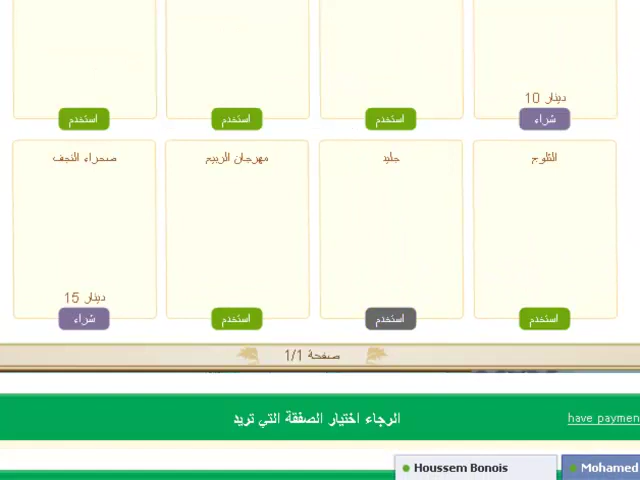 دينار 10
شراء
استخدم
استخدم
استخدم
الثلوج
جليد
مهرجان الربيع
صحراء النجف
دينار 15
استخدم
استخدم
استخدم
شراء
صفحة 1/1
الرجاء اختيار الصفقة التي تريد
have paymen
Houssem Bonois
Mohamed